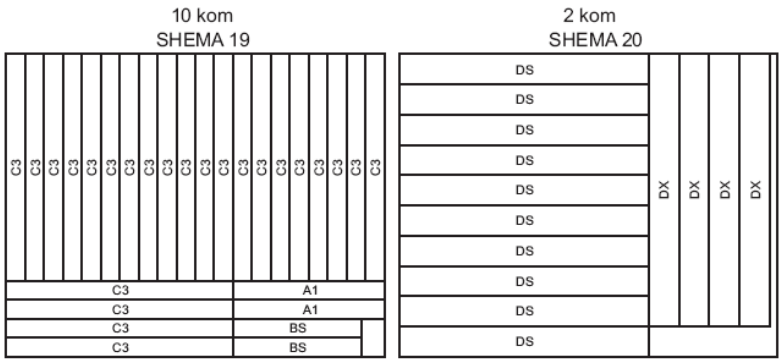 10 kom
SHEMA 19
C3 C3 C3 C3 C3 C3 C3 C3 C3 C3 C3 C3 C3 C3 C3 C3 C3 C3 C3 C3
C3 A1
C3 A1
C3 BS
C3 BS
2 kom
SHEMA 20
DS
DS
DS
DS
DS
DS
DS
DS
DS
DS
DX DX DX DX